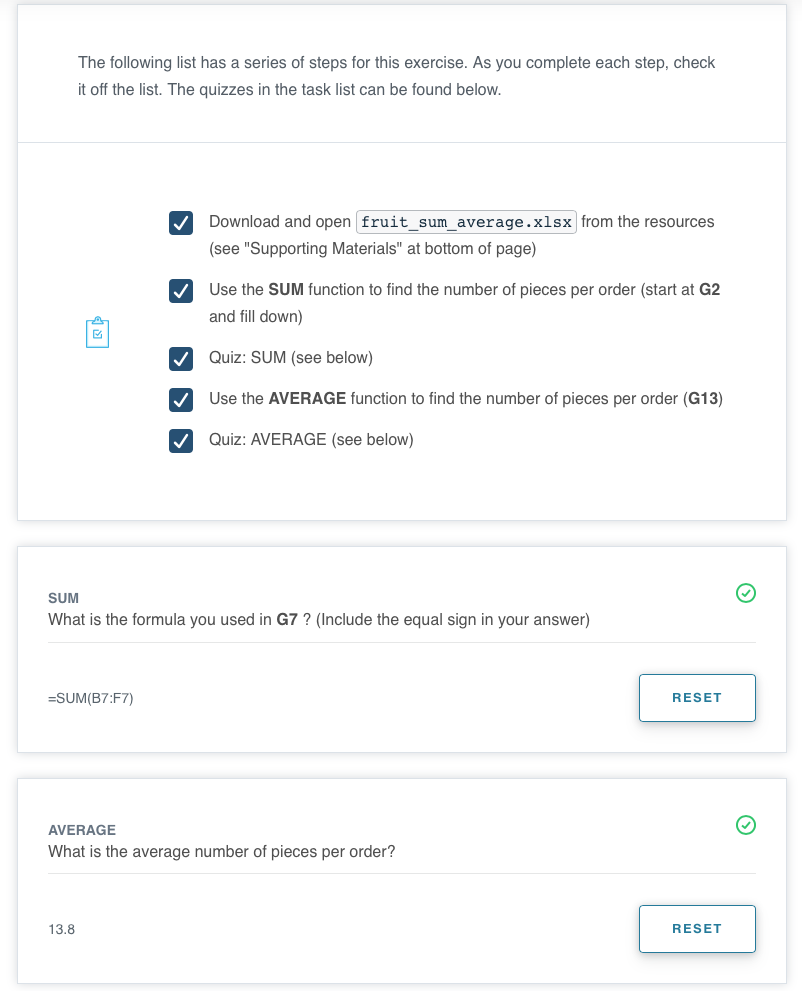 The following list has a series of steps for this exercise. As you complete each step, check
it off the list. The quizzes in the task list can be found below.
Download and open fruit_sum_average.xlsx from the resources
(see "Supporting Materials" at bottom of page)
Use the SUM function to find the number of pieces per order (start at G2
and fill down)
Quiz: SUM (see below)
Use the AVERAGE function to find the number of pieces per order (G13)
Quiz: AVERAGE (see below)
SUM
What is the formula you used in G7 ? (Include the equal sign in your answer)
=SUM(B7:F7)
RESET
AVERAGE
What is the average number of pieces per order?
13.8
RESET